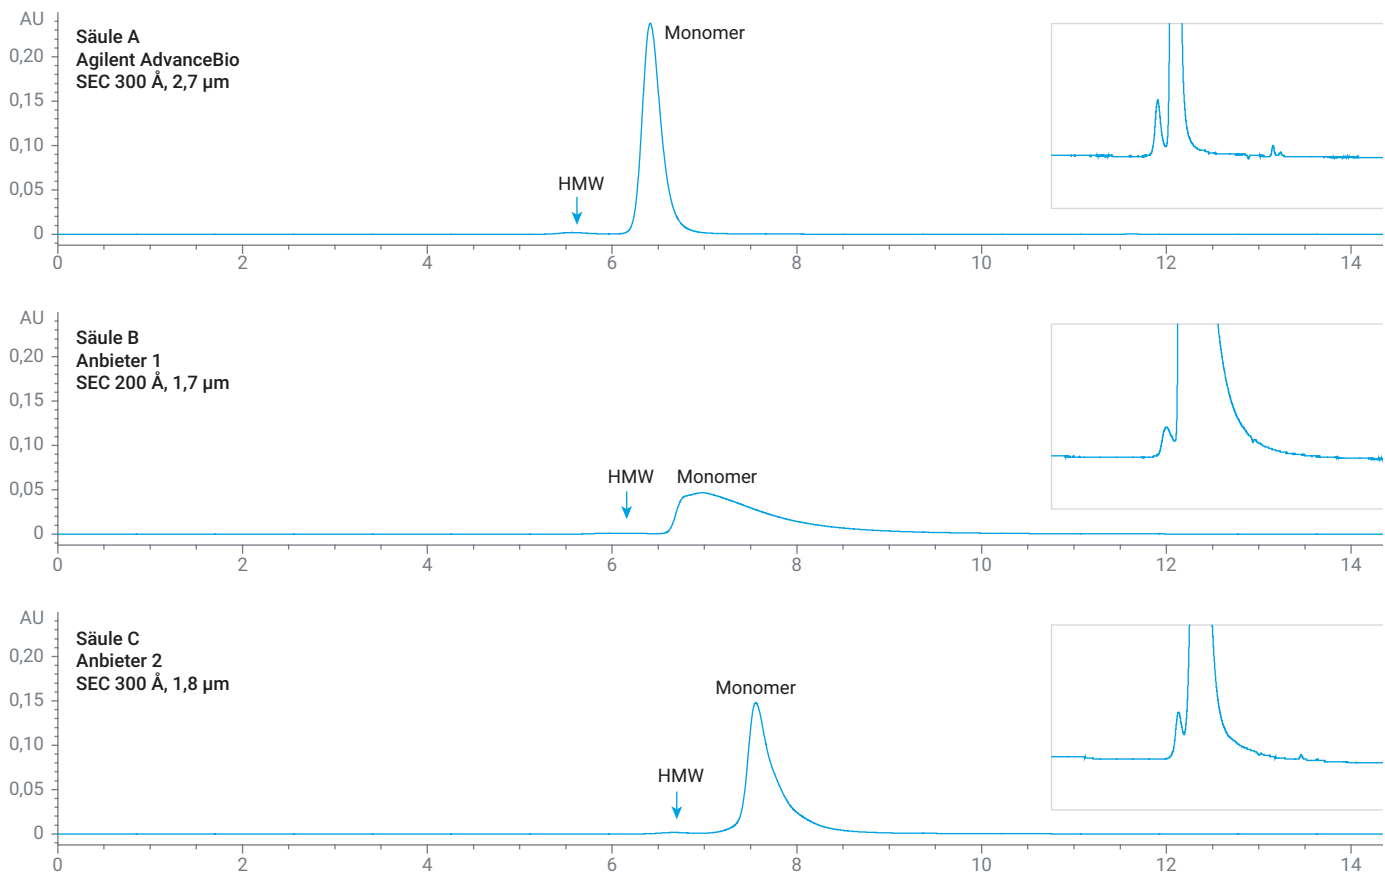 AU
Säule A
Agilent AdvanceBio
SEC 300 Å, 2,7 µm
Monomer
HMW
0,20
0,15
0,10
0,05
0
0 2 4 6 8 10 12 14
AU
Säule B
Anbieter 1
SEC 200 Å, 1,7 µm
HMW Monomer
0,20
0,15
0,10
0,05
0
0 2 4 6 8 10 12 14
AU
Säule C
Anbieter 2
SEC 300 Å, 1,8 µm
Monomer
HMW
0,20
0,15
0,10
0,05
0
0 2 4 6 8 10 12 14